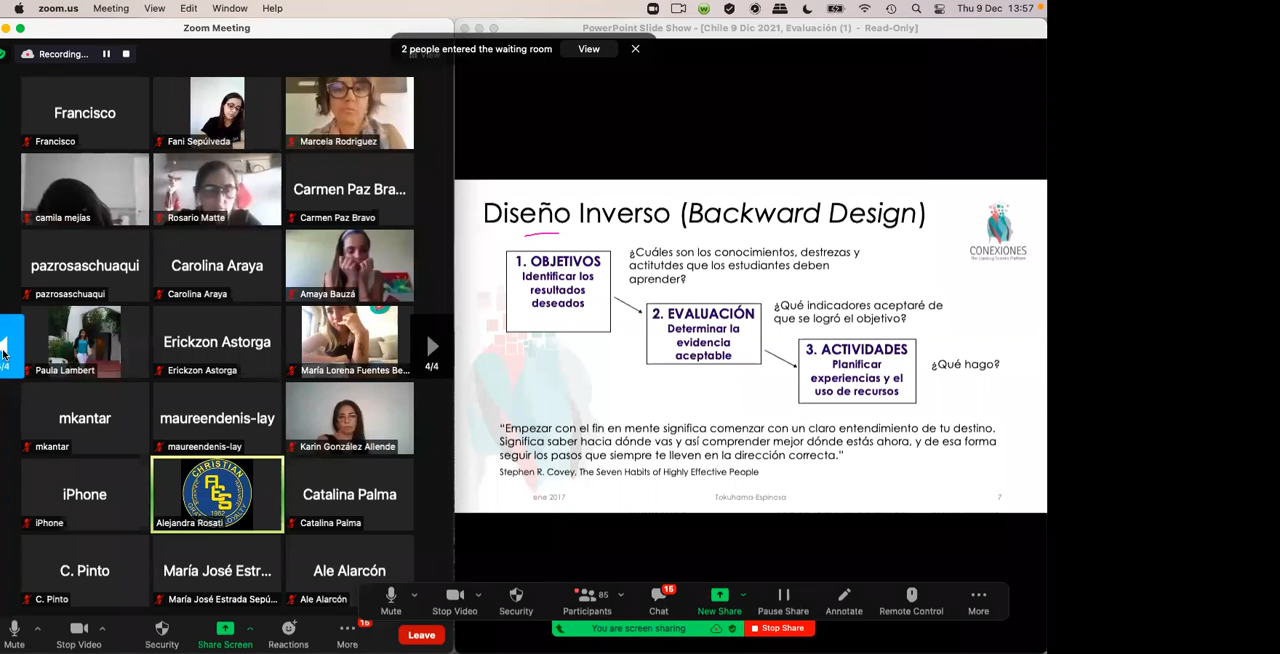 zoom.us Meeting View Edit Window Help
Thu 9 Dec 13:57
Zoom Meeting
PowerPoint Slide Show - [Chile 9 Dic 2021, Evaluación (1) - Read-Only]
2 people entered the waiting room View
Recording...
View
Francisco
Francisco
Fani Sepúlveda
Marcela Rodriguez
camila mejías
Rosario Matte
Carmen Paz Bra...
Carmen Paz Bravo
pazrosaschuaqui
pazrosaschuaqui
Carolina Araya
Carolina Araya
Amaya Bauzá
Paula Lambert
Erickzon Astorga
Erickzon Astorga
María Lorena Fuentes Be...
4/4
mkantar
mkantar
maureendenis-lay
maureendenis-lay
Karin González Allende
iPhone
iPhone
CHRISTIAN
1982
Alejandra Rosati
Catalina Palma
Catalina Palma
C. Pinto
C. Pinto
María José Estr...
María José Estrada Sepú...
Ale Alarcón
Ale Alarcón
Diseño Inverso (Backward Design)
CONEXIONES
1. OBJETIVOS
Identificar los
resultados
deseados
¿Cuáles son los conocimientos, destrezas y
actitutdes que los estudiantes deben
aprender?
2. EVALUACIÓN
Determinar la
evidencia
aceptable
¿Qué indicadores aceptaré de
que se logró el objetivo?
3. ACTIVIDADES
Planificar
experiencias y el
uso de recursos
¿Qué hago?
“Empezar con el fin en mente significa comenzar con un claro entendimiento de tu destino.
Significa saber hacia dónde vas y así comprender mejor dónde estás ahora, y de esa forma
seguir los pasos que siempre te lleven en la dirección correcta.”
Stephen R. Covey, The Seven Habits of Highly Effective People
ene 2017 Tokuhama-Espinosa 7
Mute Stop Video Security Participants 85 Chat 15 New Share Pause Share Annotate Remote Control More
You are screen sharing Stop Share
Mute Stop Video Security Share Screen Reactions More 15 Leave